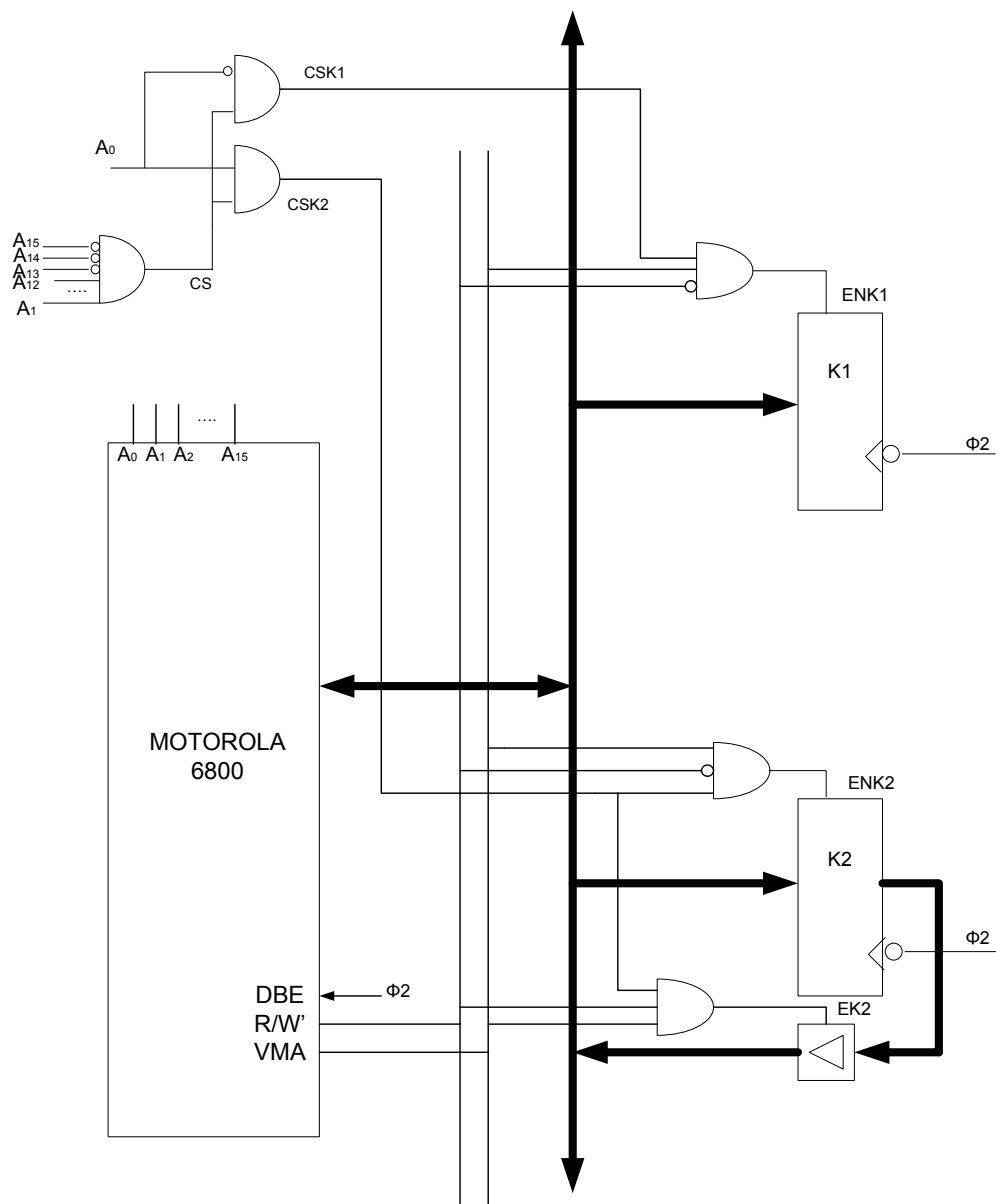 CSK1
A0
CSK2
A15
A14
A13
A12
....
A1
CS
ENK1
K1
Φ2
....
A0 A1 A2 A15
MOTOROLA
6800
ENK2
K2
Φ2
DBE Φ2
R/W'
VMA
EK2